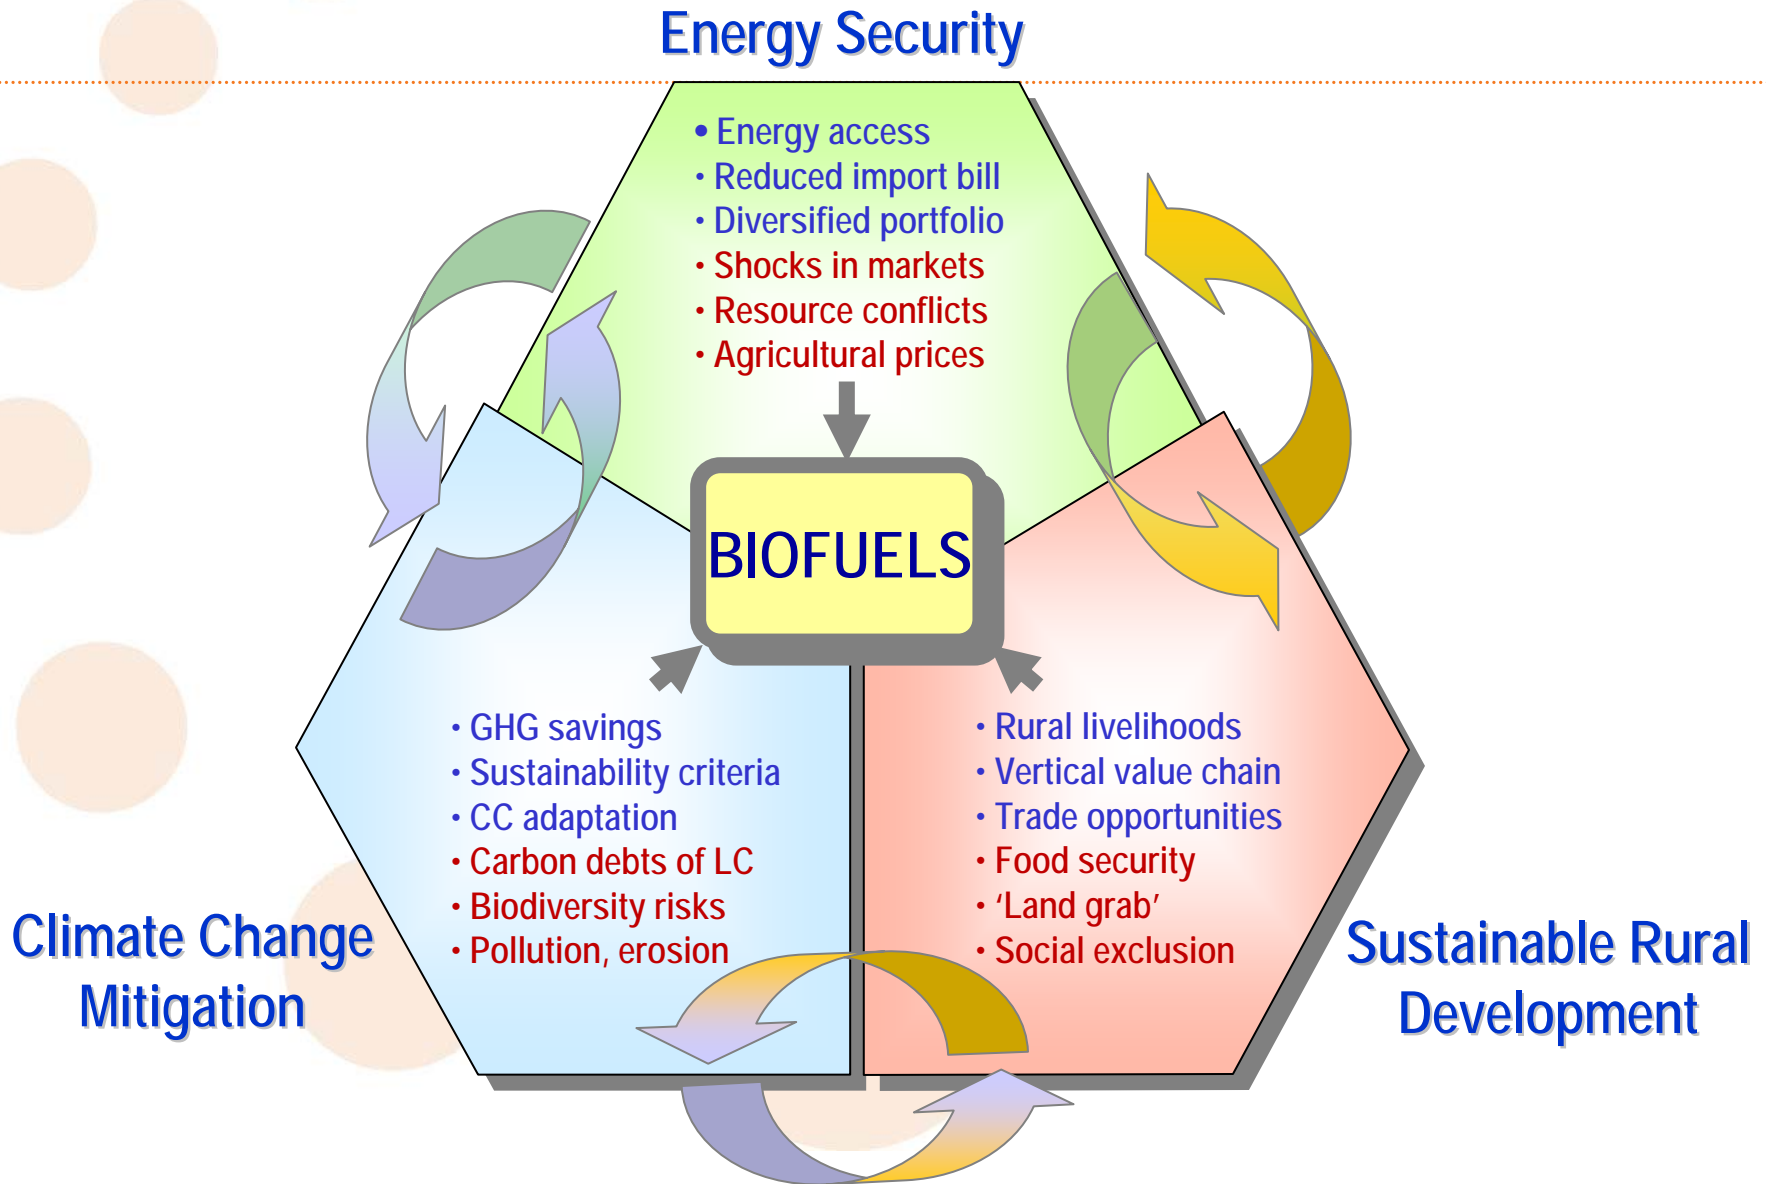 Energy Security
• Energy access
• Reduced import bill
• Diversified portfolio
• Shocks in markets
• Resource conflicts
• Agricultural prices
BIOFUELS
• GHG savings
• Sustainability criteria
• CC adaptation
• Carbon debts of LC
• Biodiversity risks
• Pollution, erosion
• Rural livelihoods
• Vertical value chain
• Trade opportunities
• Food security
• ‘Land grab’
• Social exclusion
Climate Change
Mitigation
Sustainable Rural
Development